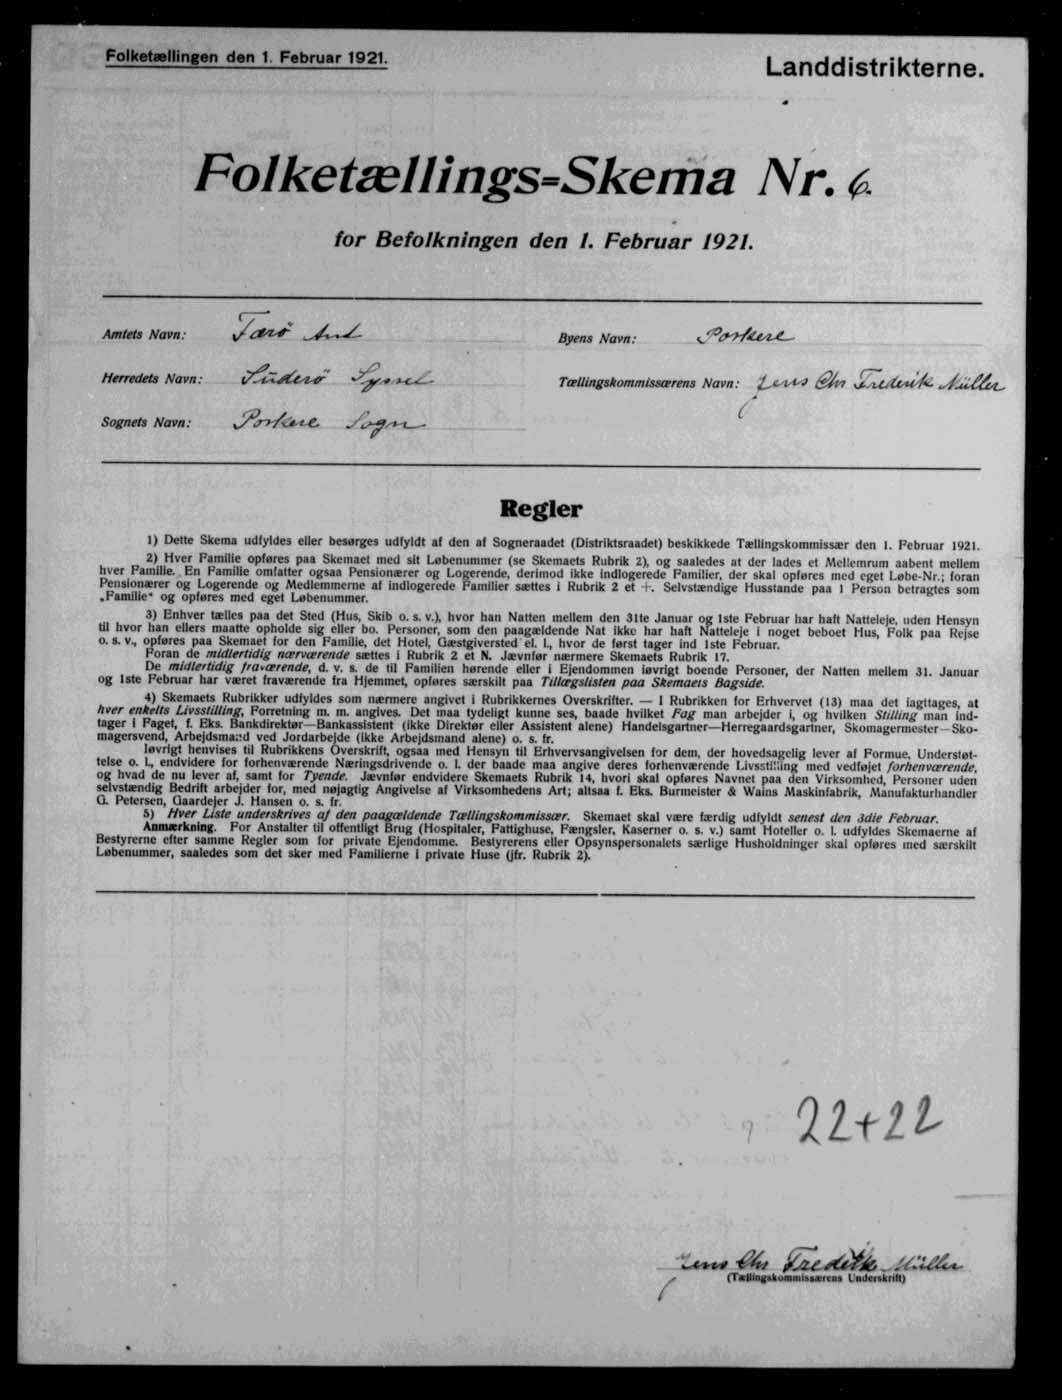 Folketællingen den 1. Februar 1921.
Landdistrikterne.
Folketællings=Skema Nr. 6.
for Befolkningen den 1. Februar 1921.
Amtets Navn: Færø Amt
Byens Navn: Porkere
Herredets Navn: Suderø Syssel
Tællingskommissærens Navn: Jens Chr Frederik Müller
Sognets Navn: Porkere Sogn
Regler
1) Dette Skema udfyldes eller besørges udfyldt af den af Sogneraadet (Distriktsraadet) beskikkede Tællingskommissær den 1. Februar 1921.
2) Hver Familie opføres paa Skemaet med sit Løbenummer (se Skemaets Rubrik 2), og saaledes at der lades et Mellemrum aabent mellem
hver Familie. En Familie omfatter ogsaa Pensionærer og Logerende, derimod ikke indlogerede Familier, der skal opføres med eget Løbe-Nr.; foran
Pensionærer og Logerende og Medlemmerne af indlogerede Familier sættes i Rubrik 2 et +. Selvstændige Husstande paa 1 Person betragtes som
„Familie“ og opføres med eget Løbenummer.
3) Enhver tælles paa det Sted (Hus, Skib o. s. v.), hvor han Natten mellem den 31te Januar og 1ste Februar har haft Natteleje, uden Hensyn
til hvor han ellers maatte opholde sig eller bo. Personer, som den paagældende Nat ikke har haft Natteleje i noget beboet Hus, Folk paa Rejse
o. s. v., opføres paa Skemaet for den Familie, det Hotel, Gæstgiversted el. l., hvor de først tager ind 1ste Februar.
Foran de midlertidig nærværende sættes i Rubrik 2 et N. Jævnfør nærmere Skemaets Rubrik 17.
De midlertidig fraværende, d. v. s. de til Familien hørende eller i Ejendommen iøvrigt boende Personer, der Natten mellem 31. Januar
og 1ste Februar har været fraværende fra Hjemmet, opføres særskilt paa Tillægslisten paa Skemaets Bagside.
4) Skemaets Rubrikker udfyldes som nærmere angivet i Rubrikkernes Overskrifter. — I Rubrikken for Erhvervet (13) maa det iagttages, at
hver enkelts Livsstilling, Forretning m. m. angives. Det maa tydeligt kunne ses, baade hvilket Fag man arbejder i, og hvilken Stilling man ind-
tager i Faget, f. Eks. Bankdirektør—Bankassistent (ikke Direktør eller Assistent alene) Handelsgartner—Herregaardsgartner, Skomagermester—Sko-
magersvend, Arbejdsmand ved Jordarbejde (ikke Arbejdsmand alene) o. s. fr.
Iøvrigt henvises til Rubrikkens Overskrift, ogsaa med Hensyn til Erhvervsangivelsen for dem, der hovedsagelig lever af Formue, Understøt-
telse o. l., endvidere for forhenværende Næringsdrivende o. l. der baade maa angive deres forhenværende Livsstilling med vedføjet forhenværende,
og hvad de nu lever af, samt for Tyende. Jævnfør endvidere Skemaets Rubrik 14, hvori skal opføres Navnet paa den Virksomhed, Personer uden
selvstændig Bedrift arbejder for, med nøjagtig Angivelse af Virksomhedens Art; altsaa f. Eks. Burmeister & Wains Maskinfabrik, Manufakturhandler
G. Petersen, Gaardejer J. Hansen o. s. fr.
5) Hver Liste underskrives af den paagældende Tællingskommissær. Skemaet skal være færdig udfyldt senest den 3die Februar.
Anmærkning. For Anstalter til offentligt Brug (Hospitaler, Fattighuse, Fængsler, Kaserner o. s. v.) samt Hoteller o. l. udfyldes Skemaerne af
Bestyrerne efter samme Regler som for private Ejendomme. Bestyrerens eller Opsynspersonalets særlige Husholdninger skal opføres med særskilt
Løbenummer, saaledes som det sker med Familierne i private Huse (jfr. Rubrik 2).
22+22
Jens Chr Frederik Müller
(Tællingskommissærens Underskrift)